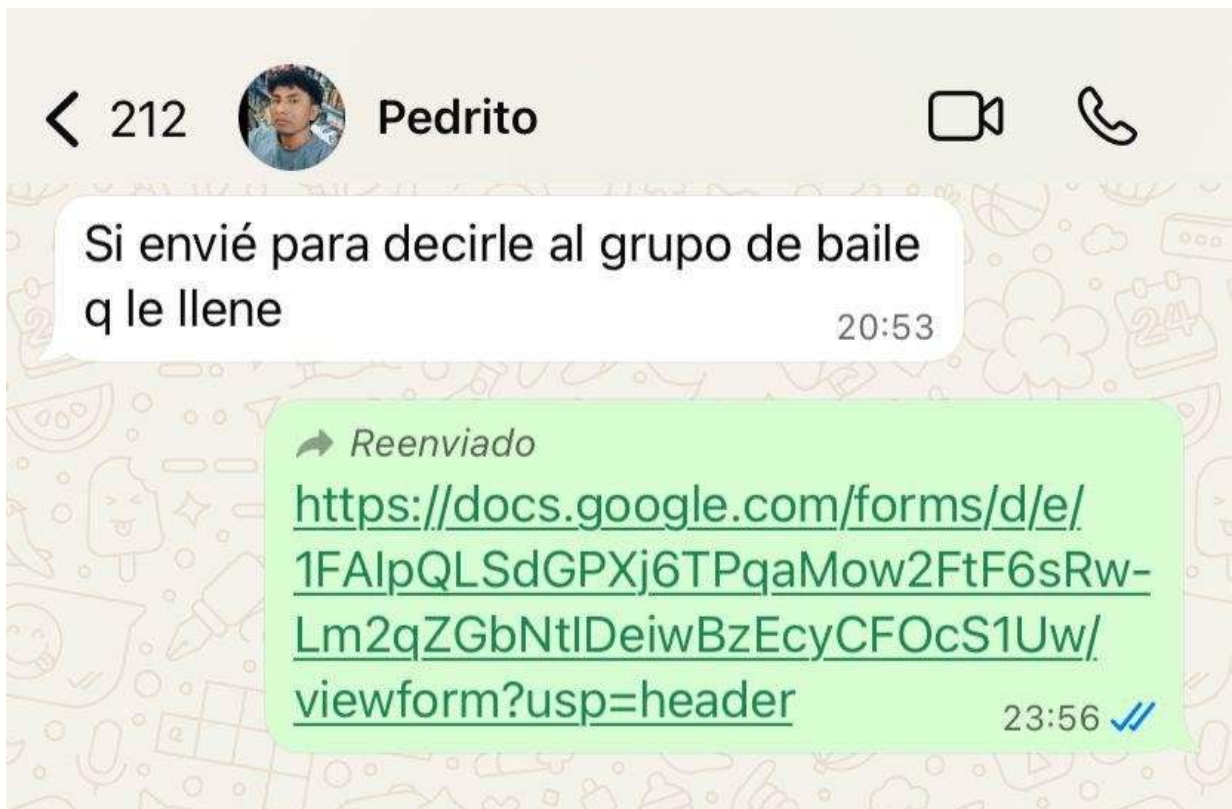 212
Pedrito
Si envié para decirle al grupo de baile
q le llene
20:53
Reenviado
https://docs.google.com/forms/d/e/
1FAIpQLSdGPXj6TPqaMow2FtF6sRw-
Lm2qZGbNtIDeiwBzEcyCFOcS1Uw/
viewform?usp=header
23:56